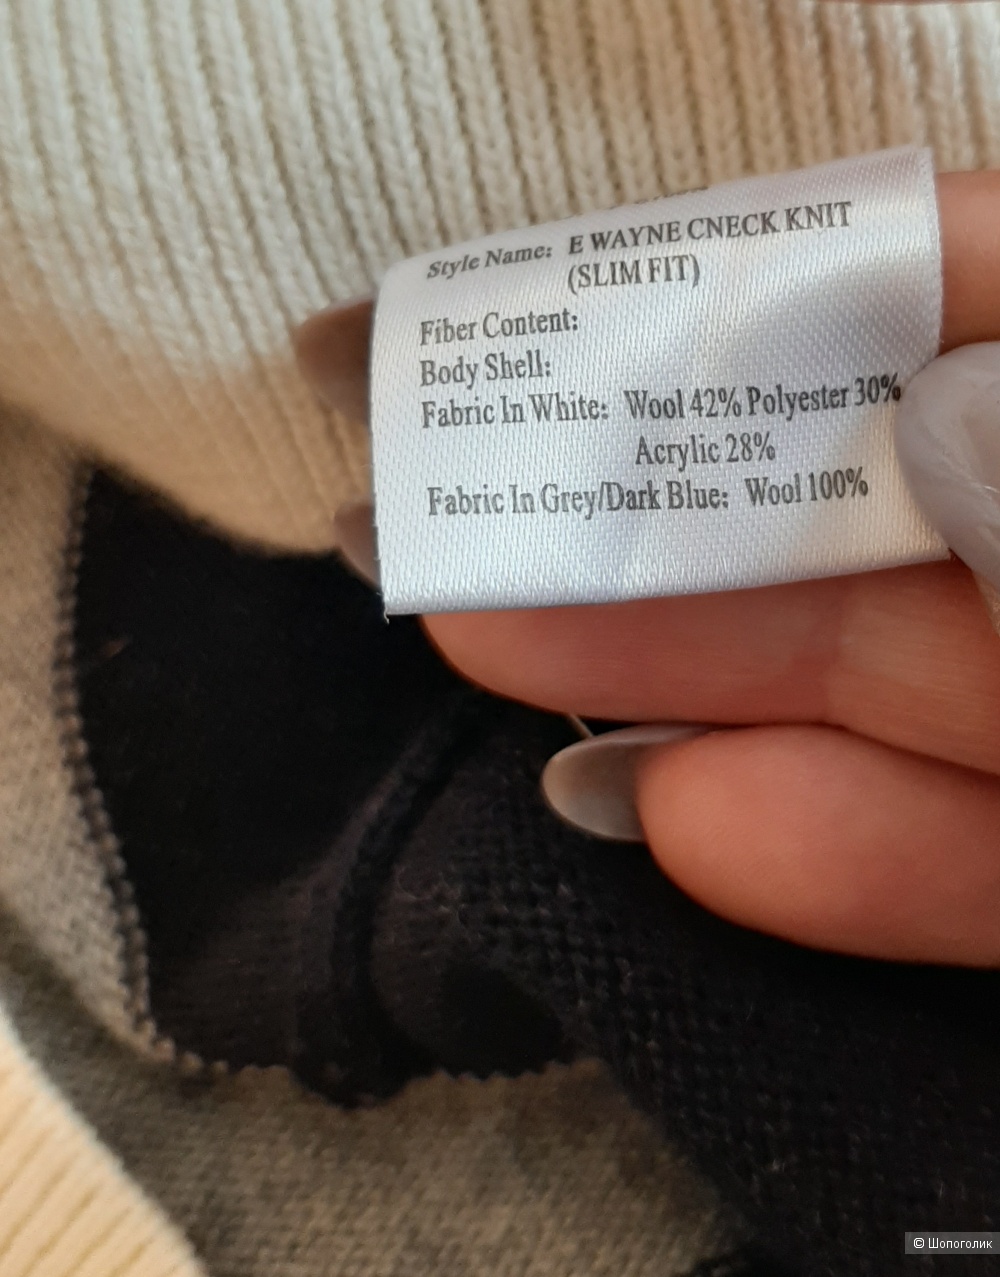 Style Name: E WAYNE CNECK KNIT
(SLIM FIT)
Fiber Content:
Body Shell:
Fabric In White: Wool 42% Polyester 30%
Acrylic 28%
Fabric In Grey/Dark Blue: Wool 100%
© Шопоголик